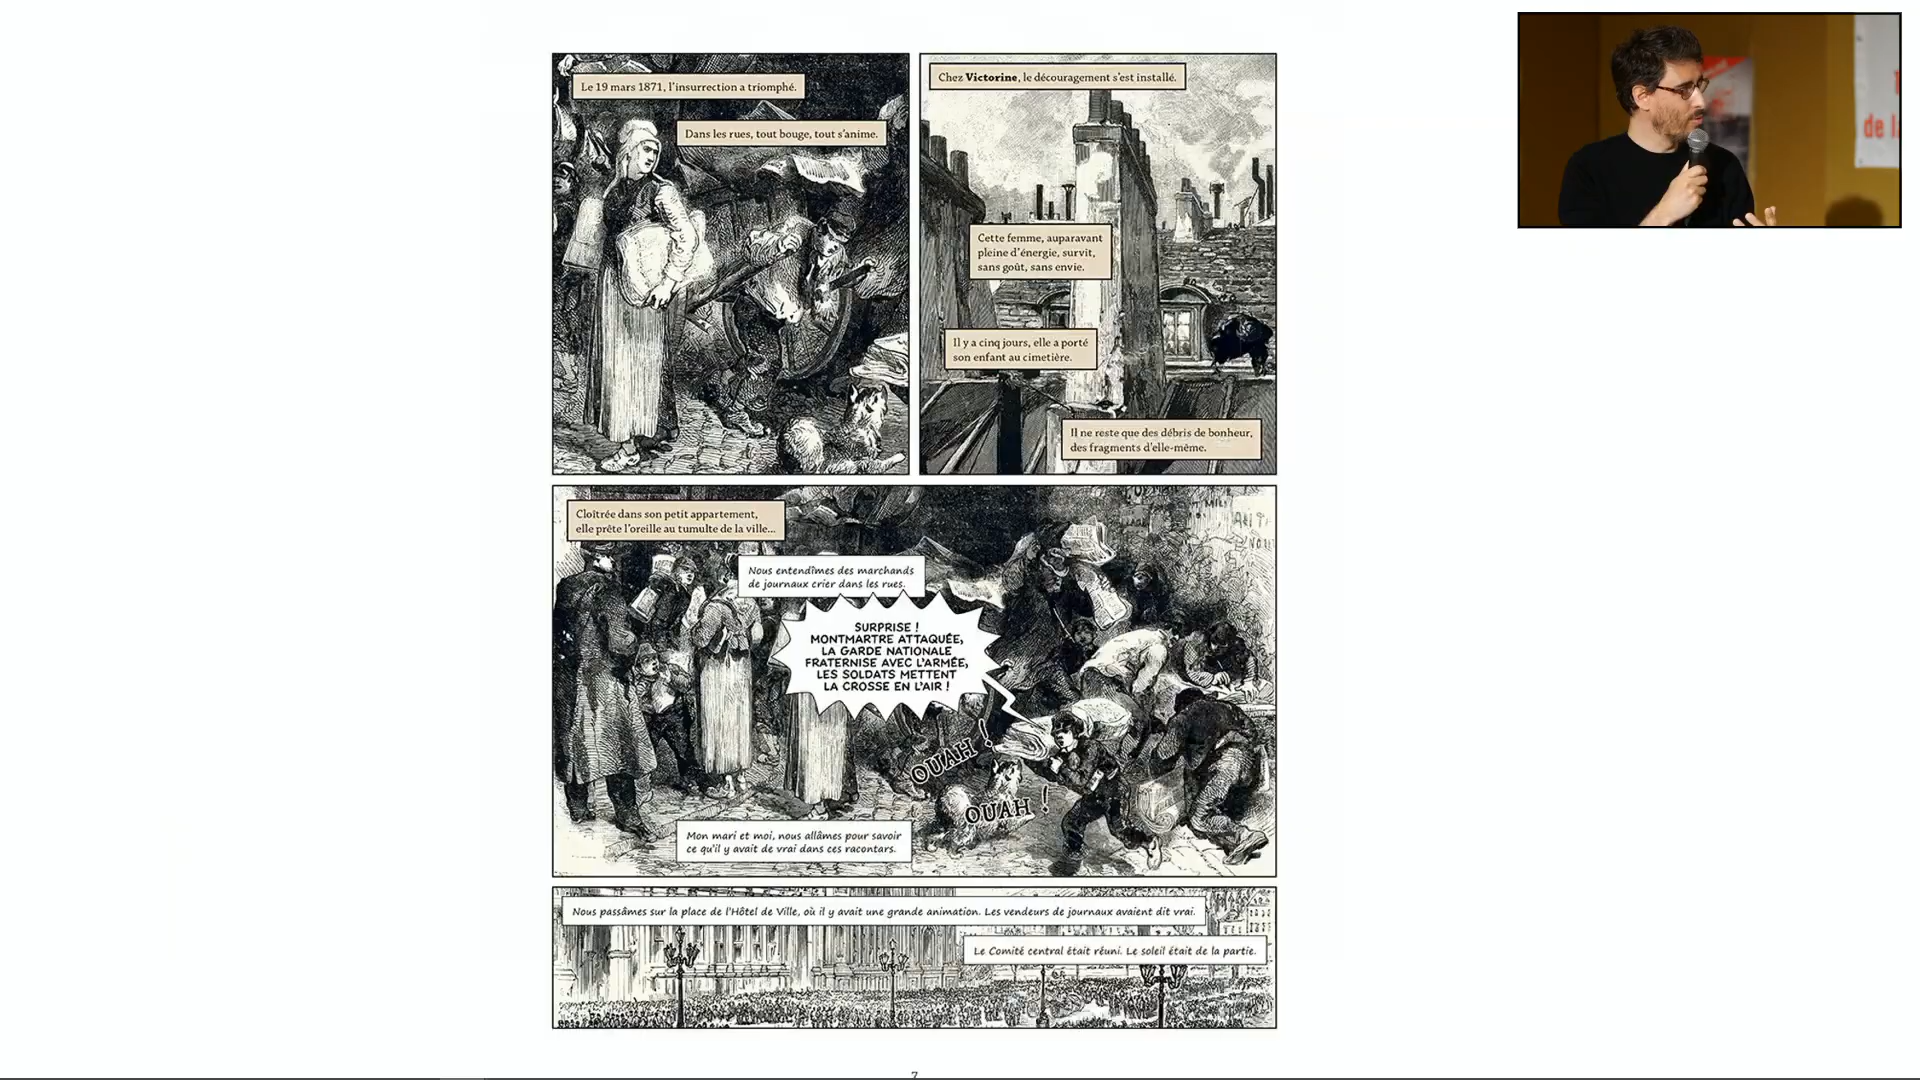 Le 19 mars 1871, l'insurrection a triomphé.
Dans les rues, tout bouge, tout s'anime.
Chez Victorine, le découragement s'est installé.
Cette femme, auparavant
pleine d'énergie, survit,
sans goût, sans envie.
Il y a cinq jours, elle a porté
son enfant au cimetière.
Il ne reste que des débris de bonheur,
des fragments d'elle-même.
Cloîtrée dans son petit appartement,
elle prête l'oreille au tumulte de la ville...
Nous entendîmes des marchands
de journaux crier dans les rues.
SURPRISE !
MONTMARTRE ATTAQUÉE,
LA GARDE NATIONALE
FRATERNISE AVEC L'ARMÉE,
LES SOLDATS METTENT
LA CROSSE EN L'AIR !
OUAH !
OUAH !
Mon mari et moi, nous allâmes pour savoir
ce qu'il y avait de vrai dans ces racontars.
Nous passâmes sur la place de l'Hôtel de Ville, où il y avait une grande animation. Les vendeurs de journaux avaient dit vrai.
Le Comité central était réuni. Le soleil était de la partie.
7
de la